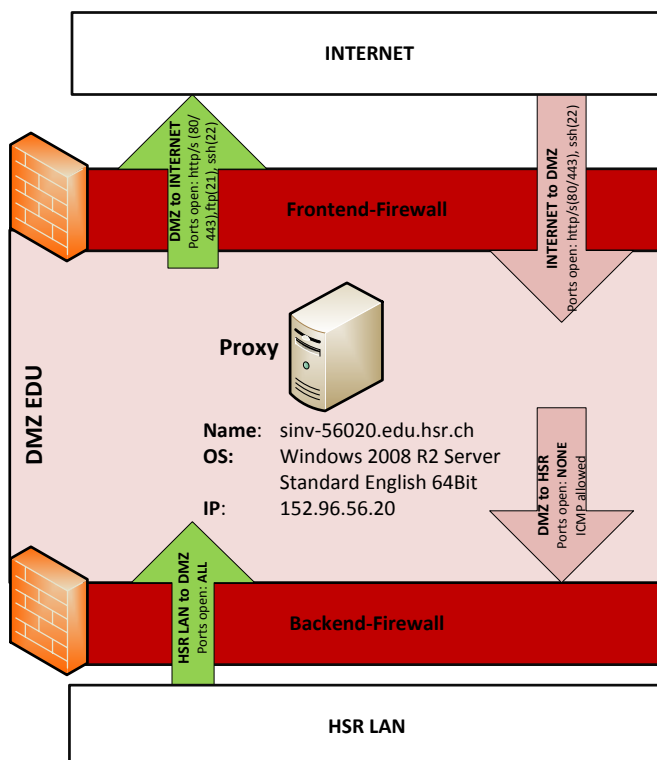 INTERNET
DMZ to INTERNET
Ports open: http/s (80/
443),ftp(21), ssh(22)
INTERNET to DMZ
Ports open: http/s(80/443), ssh(22)
Frontend-Firewall
DMZ EDU
Proxy
Name: sinv-56020.edu.hsr.ch
OS: Windows 2008 R2 Server
Standard English 64Bit
IP: 152.96.56.20
DMZ to HSR
Ports open: NONE
ICMP allowed
HSR LAN to DMZ
Ports open: ALL
Backend-Firewall
HSR LAN